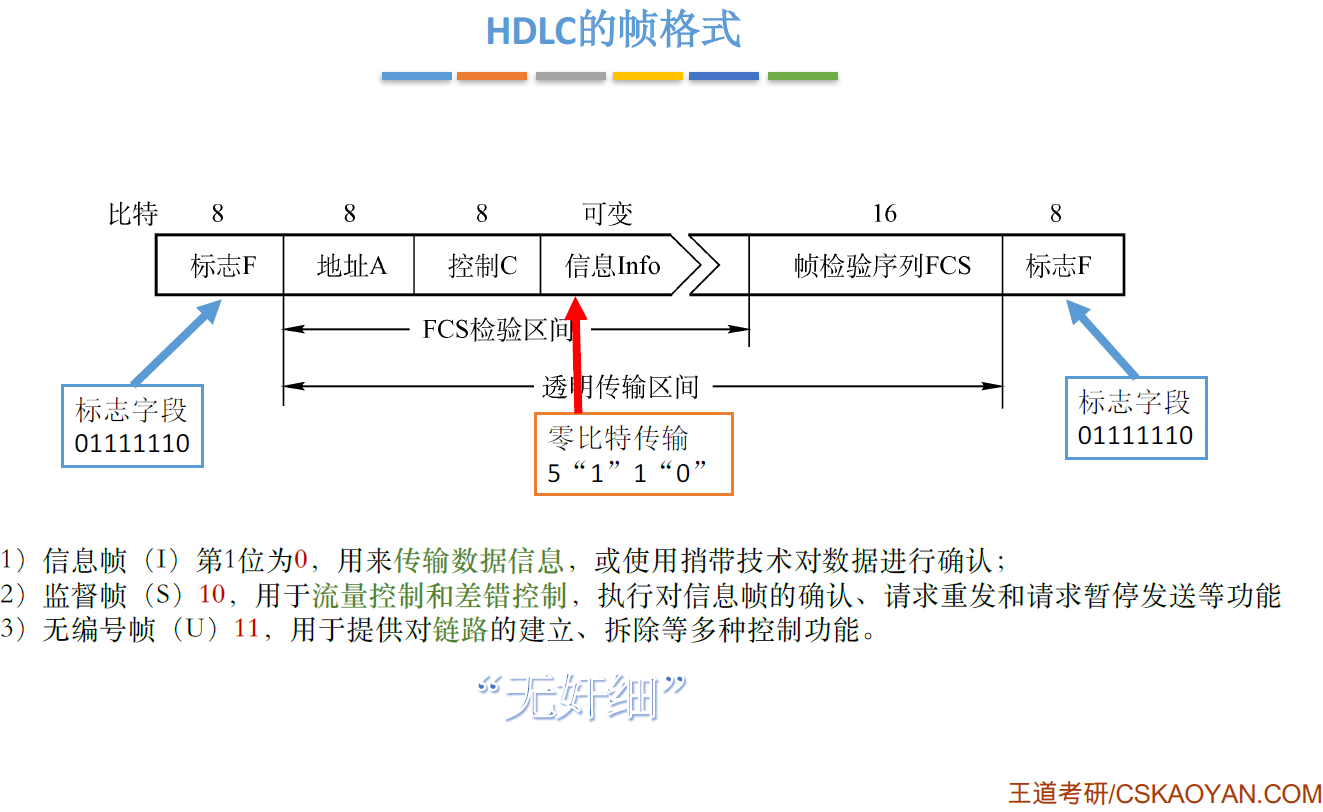 HDLC的帧格式
比特 8 8 8 可变 16 8
标志F 地址A 控制C 信息Info 帧检验序列FCS 标志F
FCS检验区间
透明传输区间
标志字段
01111110
零比特传输
5“1”1“0”
标志字段
01111110
1）信息帧（I）第1位为0，用来传输数据信息，或使用捎带技术对数据进行确认；
2）监督帧（S）10，用于流量控制和差错控制，执行对信息帧的确认、请求重发和请求暂停发送等功能
3）无编号帧（U）11，用于提供对链路的建立、拆除等多种控制功能。
“无奸细”
王道考研/CSKAOYAN.COM